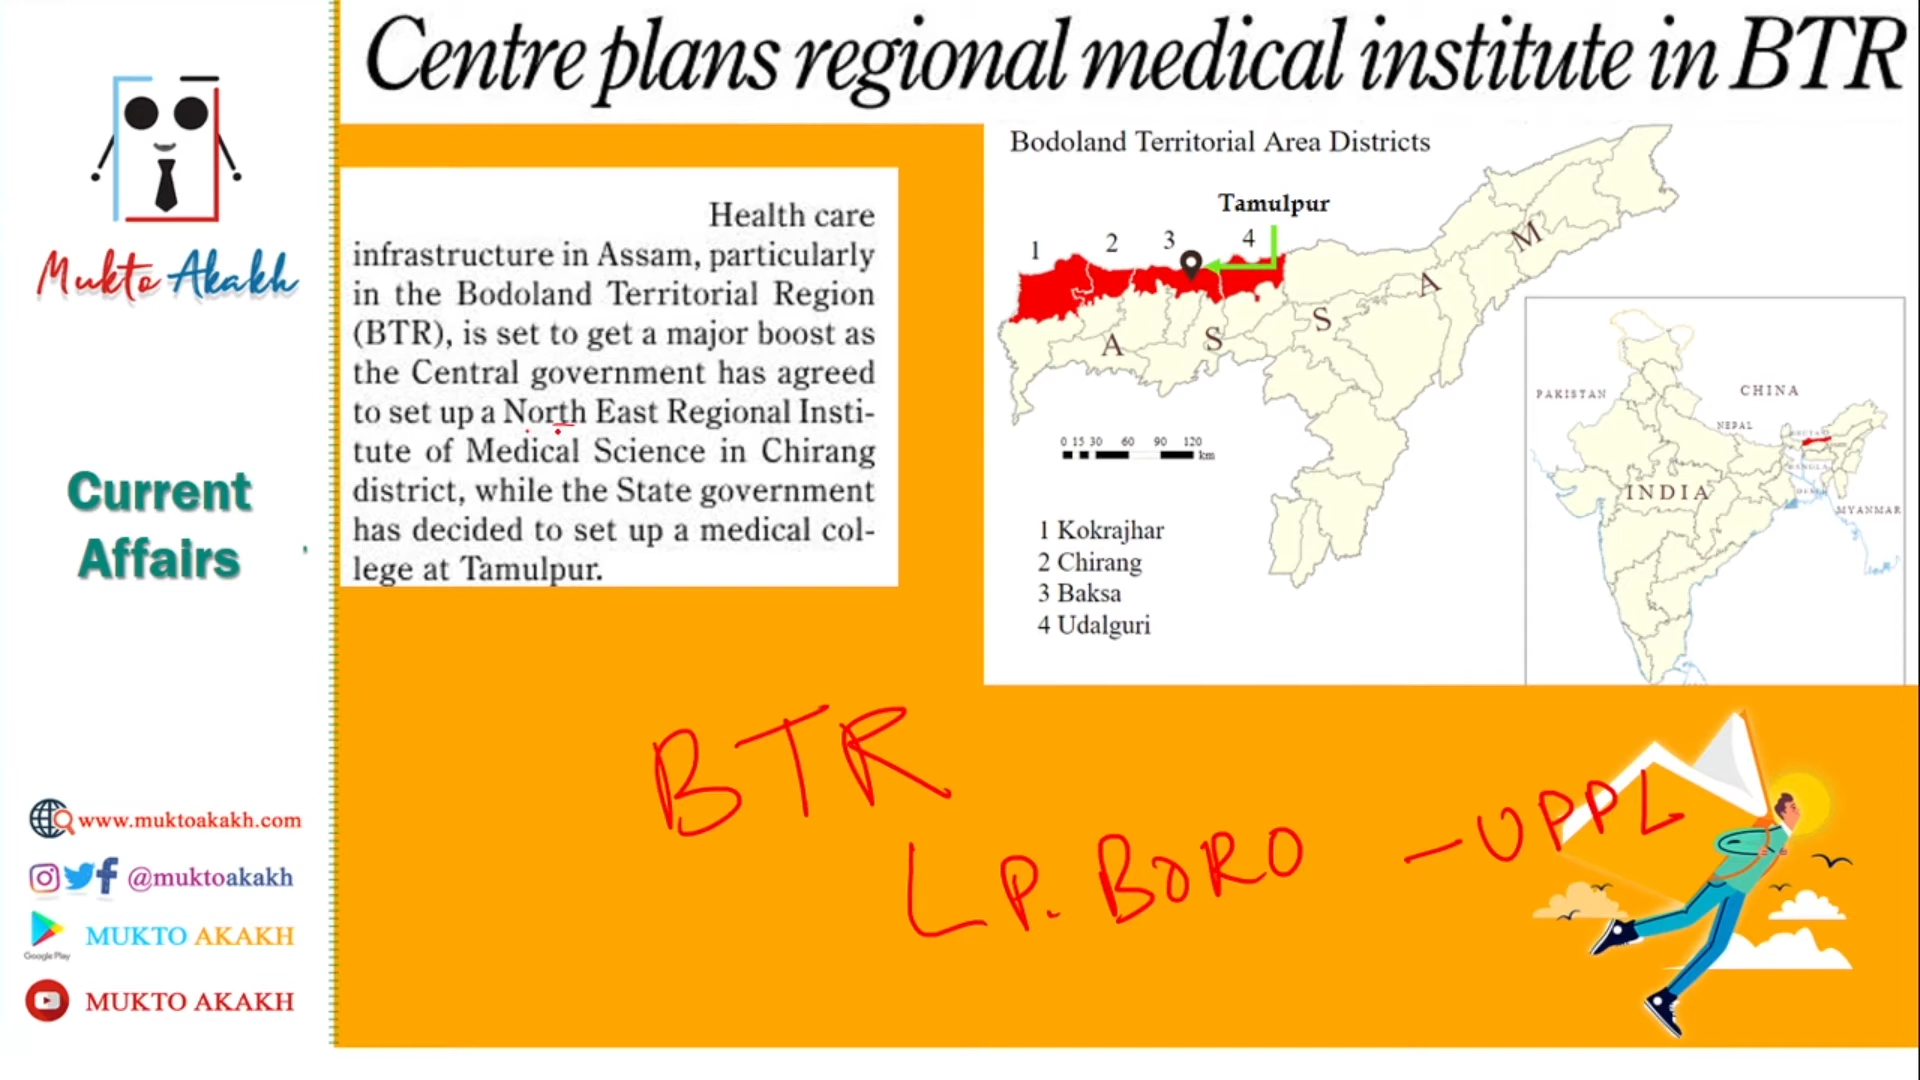 Centre plans regional medical institute in BTR
Mukto Akakh
Current
Affairs
www.muktoakakh.com
@muktoakakh
Google Play
MUKTO AKAKH
MUKTO AKAKH
Health care
infrastructure in Assam, particularly
in the Bodoland Territorial Region
(BTR), is set to get a major boost as
the Central government has agreed
to set up a North East Regional Insti-
tute of Medical Science in Chirang
district, while the State government
has decided to set up a medical col-
lege at Tamulpur.
Bodoland Territorial Area Districts
Tamulpur
1 2 3 4
A S S A M
0 15 30 60 90 120
km
1 Kokrajhar
2 Chirang
3 Baksa
4 Udalguri
PAKISTAN
CHINA
NEPAL
BHUTAN
BANGLA
DESH
INDIA
MYANMAR
BTR
L P. BORO - UPPL